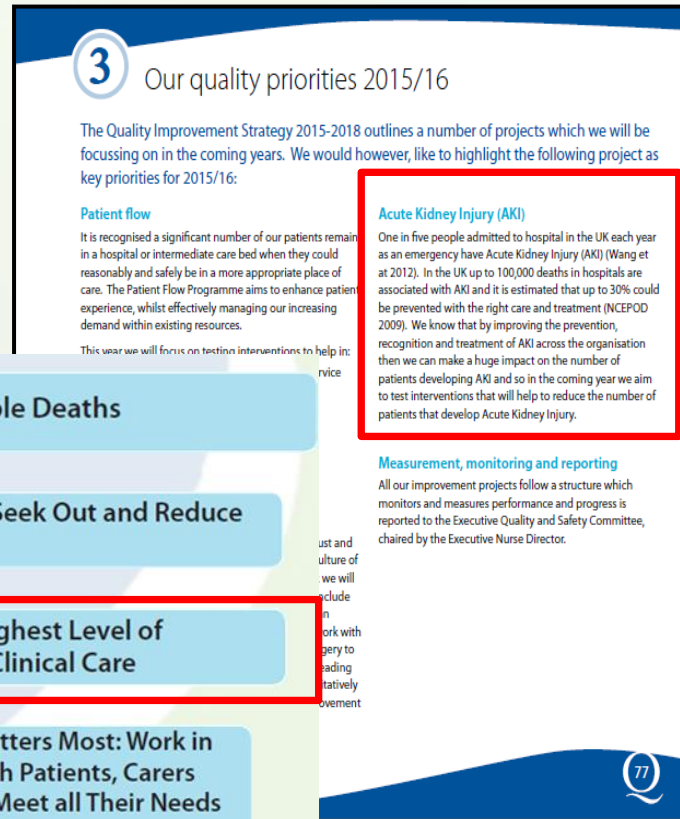 3
Our quality priorities 2015/16
The Quality Improvement Strategy 2015-2018 outlines a number of projects which we will be
focussing on in the coming years. We would however, like to highlight the following project as
key priorities for 2015/16:
Patient flow
It is recognised a significant number of our patients remain
in a hospital or intermediate care bed when they could
reasonably and safely be in a more appropriate place of
care. The Patient Flow Programme aims to enhance patient
experience, whilst effectively managing our increasing
demand within existing resources.
This year we will focus on testing interventions to help in:
Acute Kidney Injury (AKI)
One in five people admitted to hospital in the UK each year
as an emergency have Acute Kidney Injury (AKI) (Wang et
at 2012). In the UK up to 100,000 deaths in hospitals are
associated with AKI and it is estimated that up to 30% could
be prevented with the right care and treatment (NCEPOD
2009). We know that by improving the prevention,
recognition and treatment of AKI across the organisation
then we can make a huge impact on the number of
patients developing AKI and so in the coming year we aim
to test interventions that will help to reduce the number of
patients that develop Acute Kidney Injury.
Measurement, monitoring and reporting
All our improvement projects follow a structure which
monitors and measures performance and progress is
reported to the Executive Quality and Safety Committee,
chaired by the Executive Nurse Director.
Deaths
Seek Out and Reduce
Level of
Clinical Care
Most: Work in
Patients, Carers
Meet all Their Needs
and
of
we will
work with
to
77